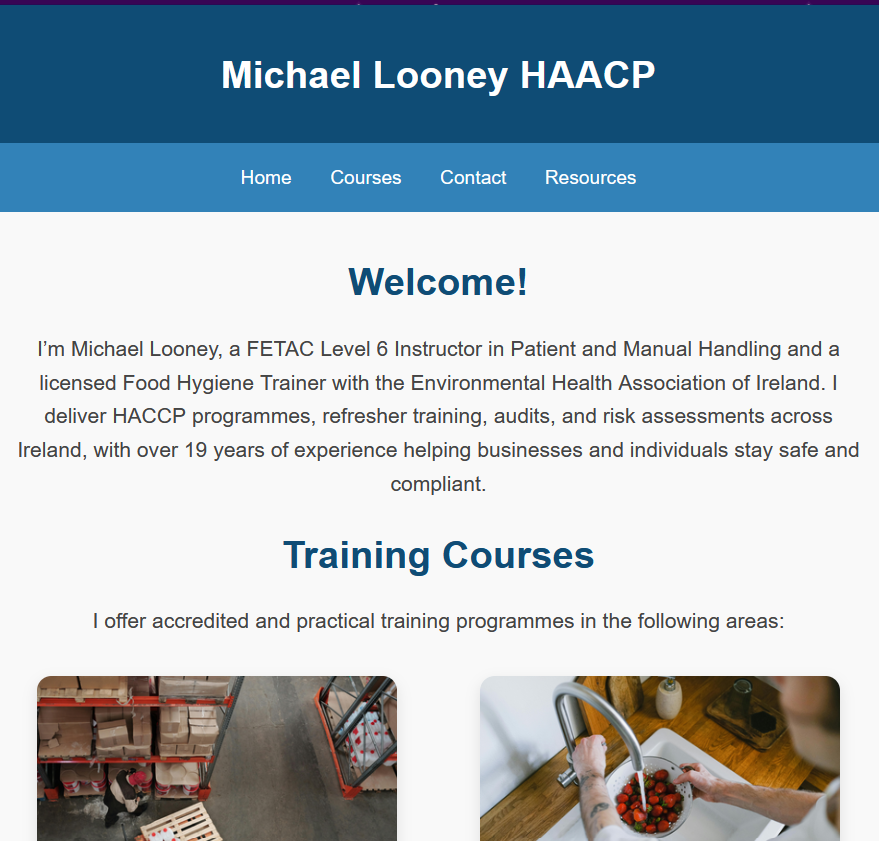 Michael Looney HAACP
Home Courses Contact Resources
Welcome!
I’m Michael Looney, a FETAC Level 6 Instructor in Patient and Manual Handling and a
licensed Food Hygiene Trainer with the Environmental Health Association of Ireland. I
deliver HACCP programmes, refresher training, audits, and risk assessments across
Ireland, with over 19 years of experience helping businesses and individuals stay safe and
compliant.
Training Courses
I offer accredited and practical training programmes in the following areas: